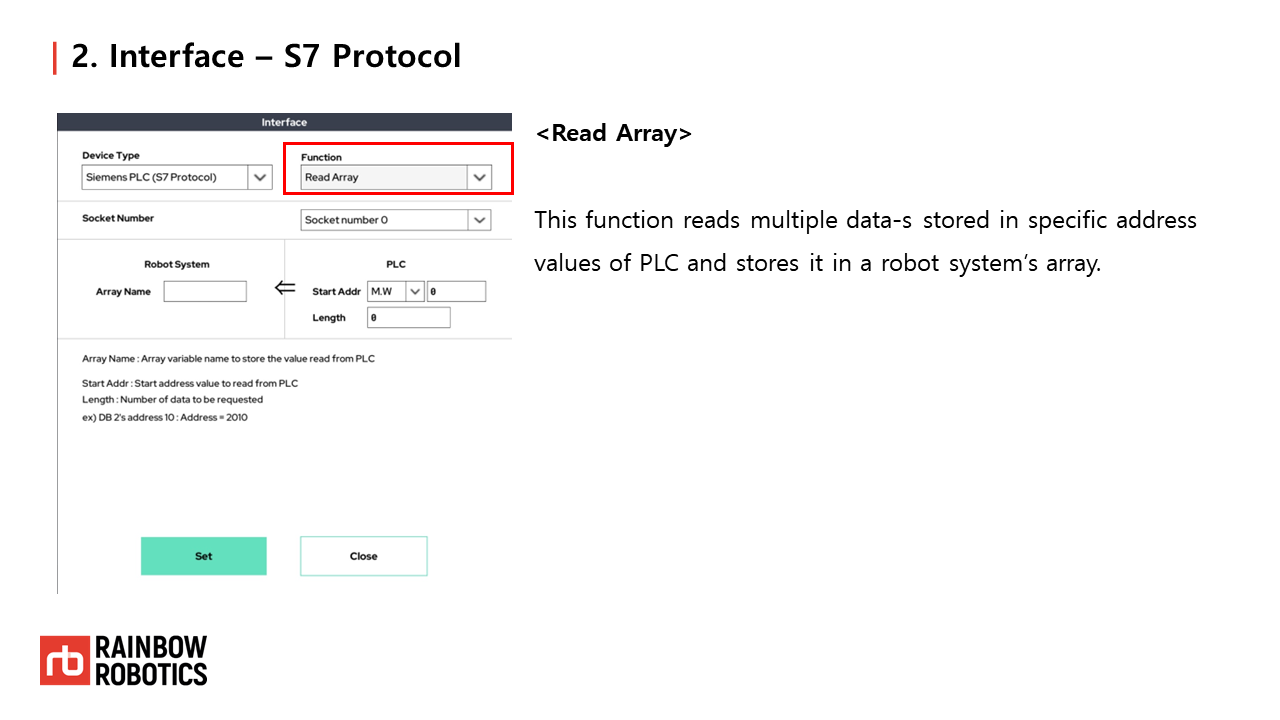 2. Interface – S7 Protocol
Interface
Device Type
Function
Siemens PLC (S7 Protocol)
Read Array
Socket Number
Socket number 0
Robot System
PLC
Array Name
⇐
Start Addr
M.W
0
Length
0
Array Name : Array variable name to store the value read from PLC
Start Addr : Start address value to read from PLC
Length : Number of data to be requested
ex) DB 2's address 10 : Address = 2010
Set
Close
<Read Array>
This function reads multiple data-s stored in specific address
values of PLC and stores it in a robot system's array.
rb
RAINBOW
ROBOTICS